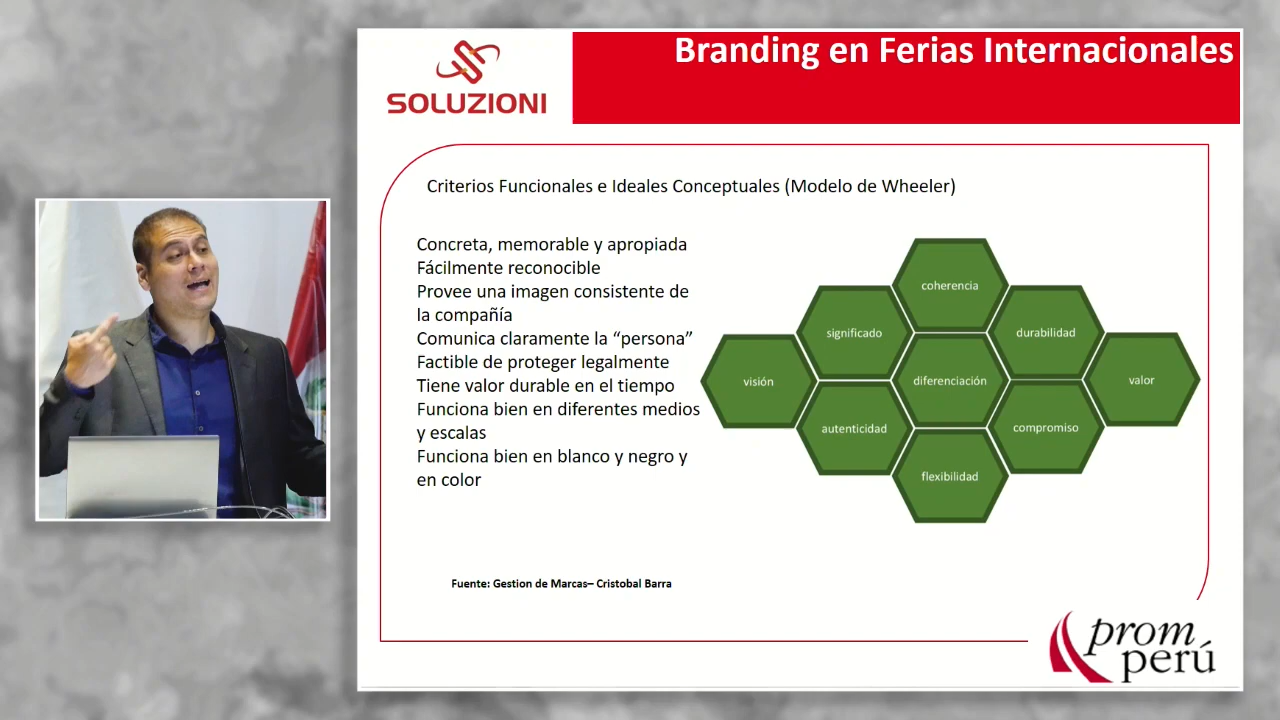 SOLUZIONI
Branding en Ferias Internacionales
Criterios Funcionales e Ideales Conceptuales (Modelo de Wheeler)
Concreta, memorable y apropiada
Fácilmente reconocible
Provee una imagen consistente de
la compañía
Comunica claramente la “persona”
Factible de proteger legalmente
Tiene valor durable en el tiempo
Funciona bien en diferentes medios
y escalas
Funciona bien en blanco y negro y
en color
coherencia
significado
durabilidad
visión
diferenciación
valor
autenticidad
compromiso
flexibilidad
Fuente: Gestion de Marcas– Cristobal Barra
prom
perú